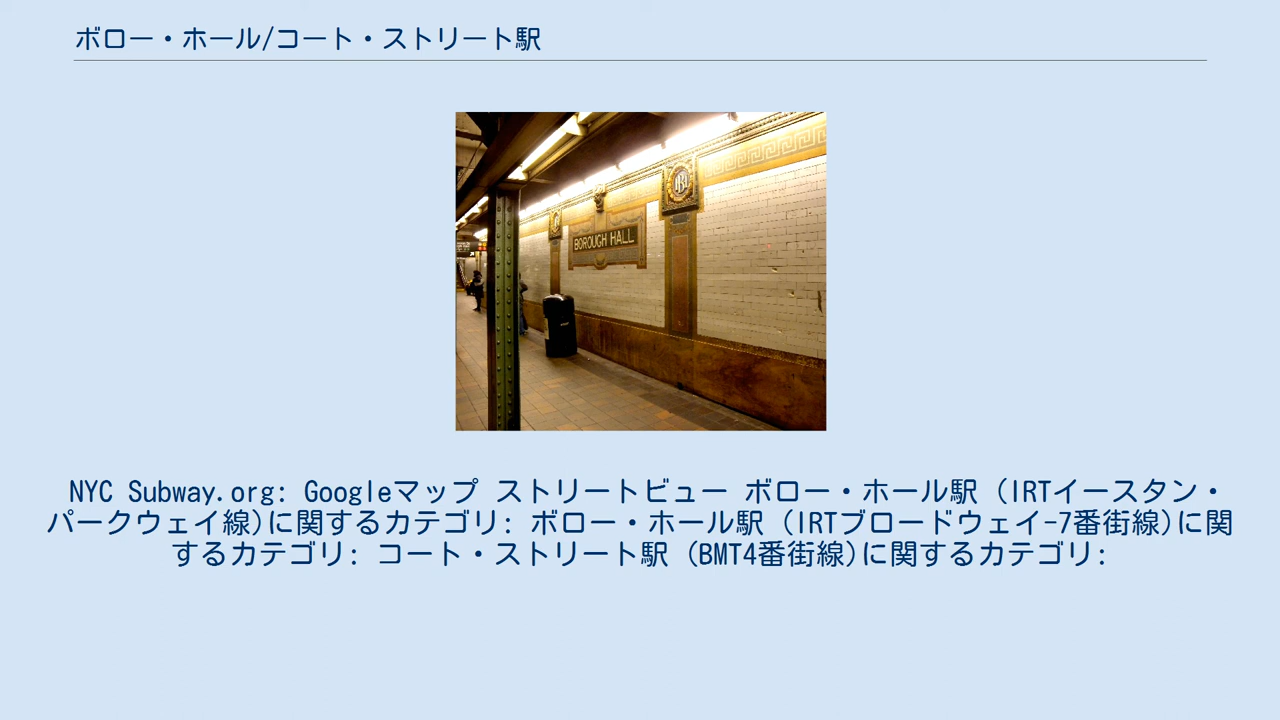 ボロー・ホール/コート・ストリート駅
BOROUGH HALL
NYC Subway.org: Googleマップ ストリートビュー ボロー・ホール駅 (IRTイースタン・
パークウェイ線)に関するカテゴリ: ボロー・ホール駅 (IRTブロードウェイ-7番街線)に関
するカテゴリ: コート・ストリート駅 (BMT4番街線)に関するカテゴリ: